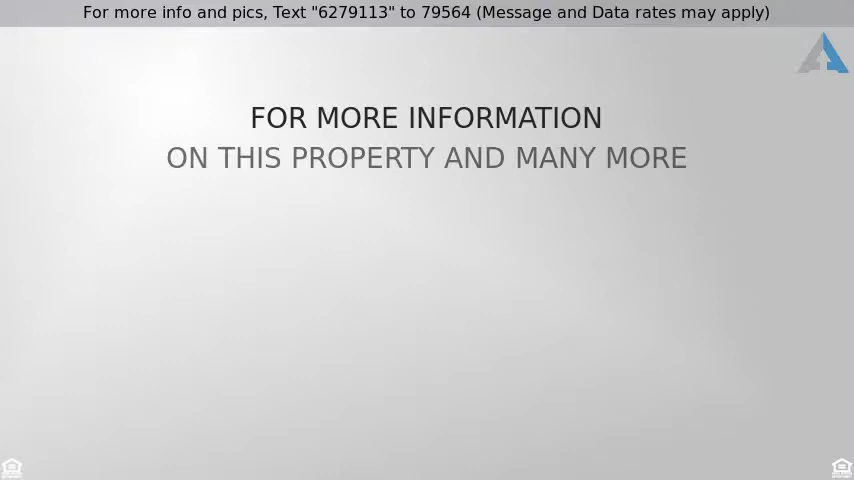 For more info and pics, Text "6279113" to 79564 (Message and Data rates may apply)
FOR MORE INFORMATION
ON THIS PROPERTY AND MANY MORE